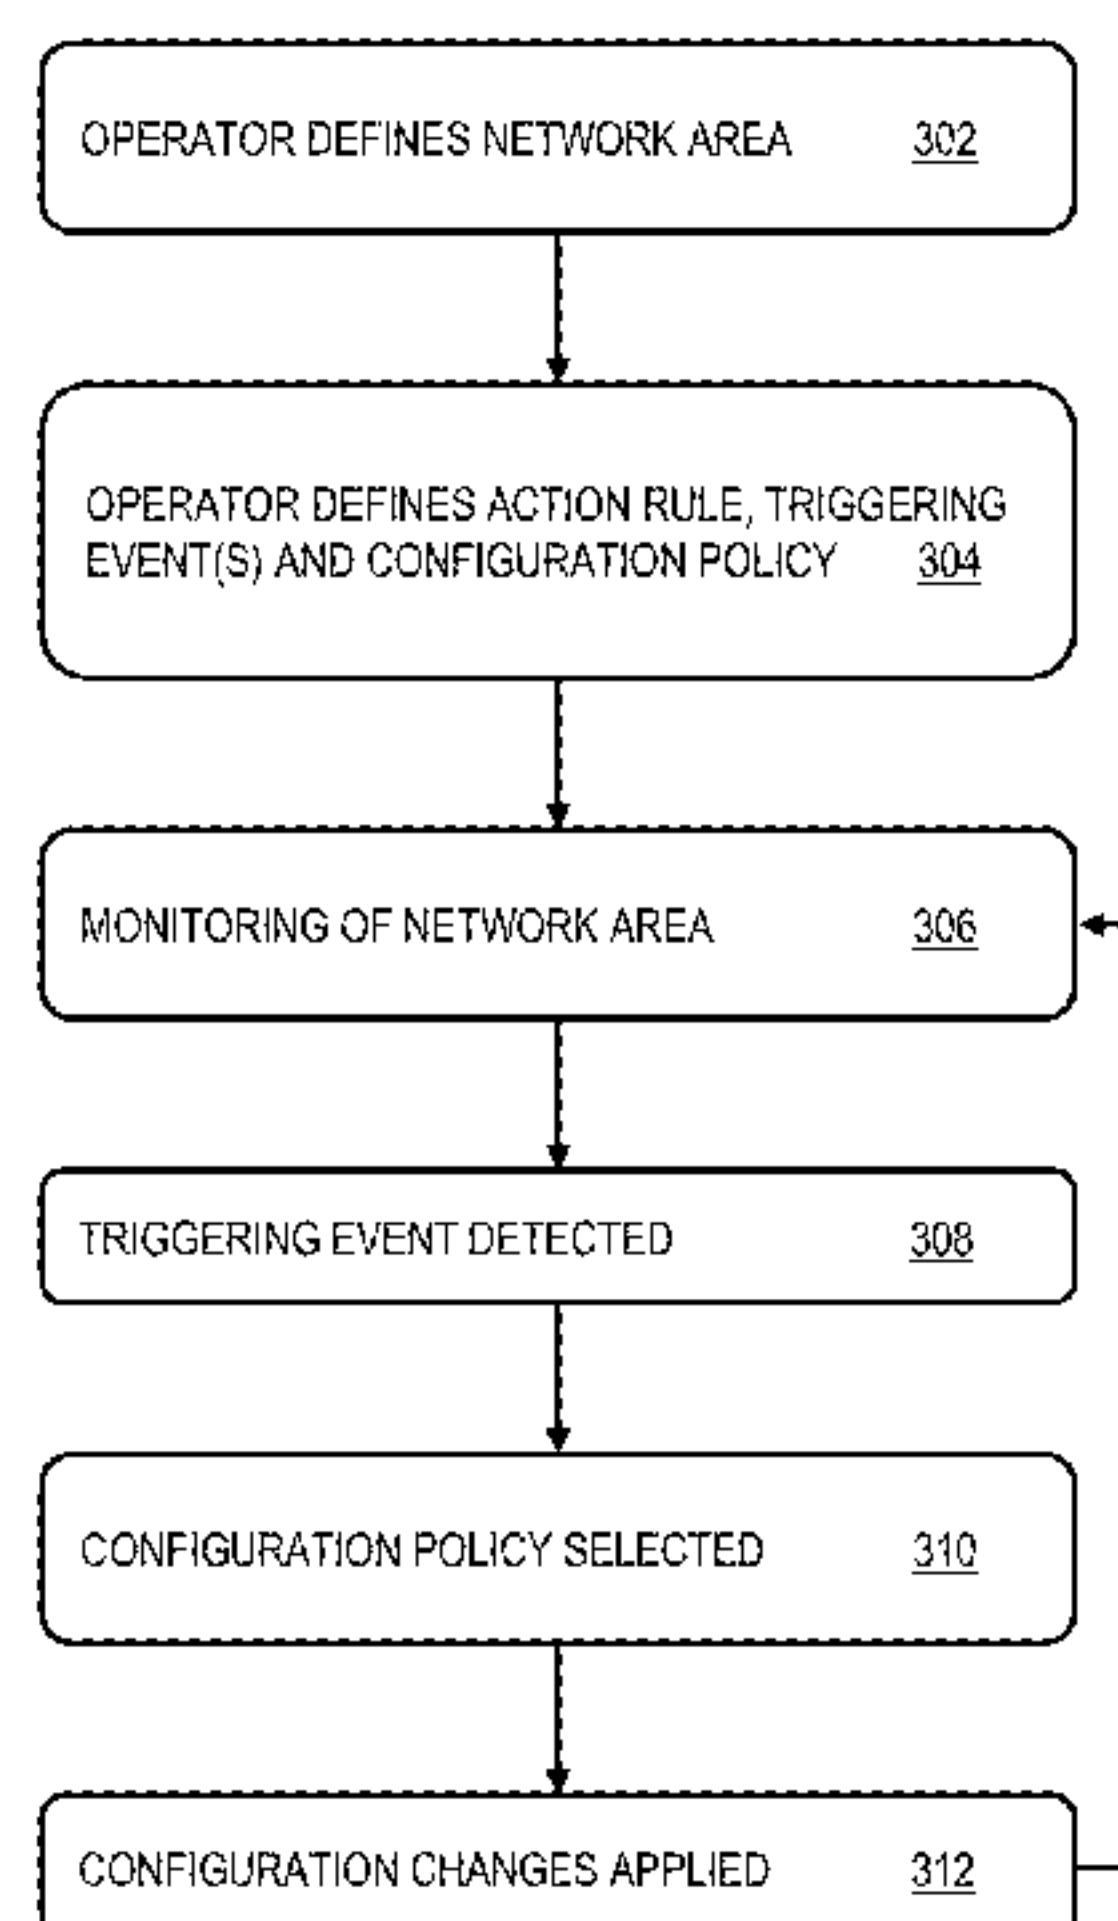 OPERATOR DEFINES NETWORK AREA 302
OPERATOR DEFINES ACTION RULE, TRIGGERING
EVENT(S) AND CONFIGURATION POLICY 304
MONITORING OF NETWORK AREA 306
TRIGGERING EVENT DETECTED 308
CONFIGURATION POLICY SELECTED 310
CONFIGURATION CHANGES APPLIED 312